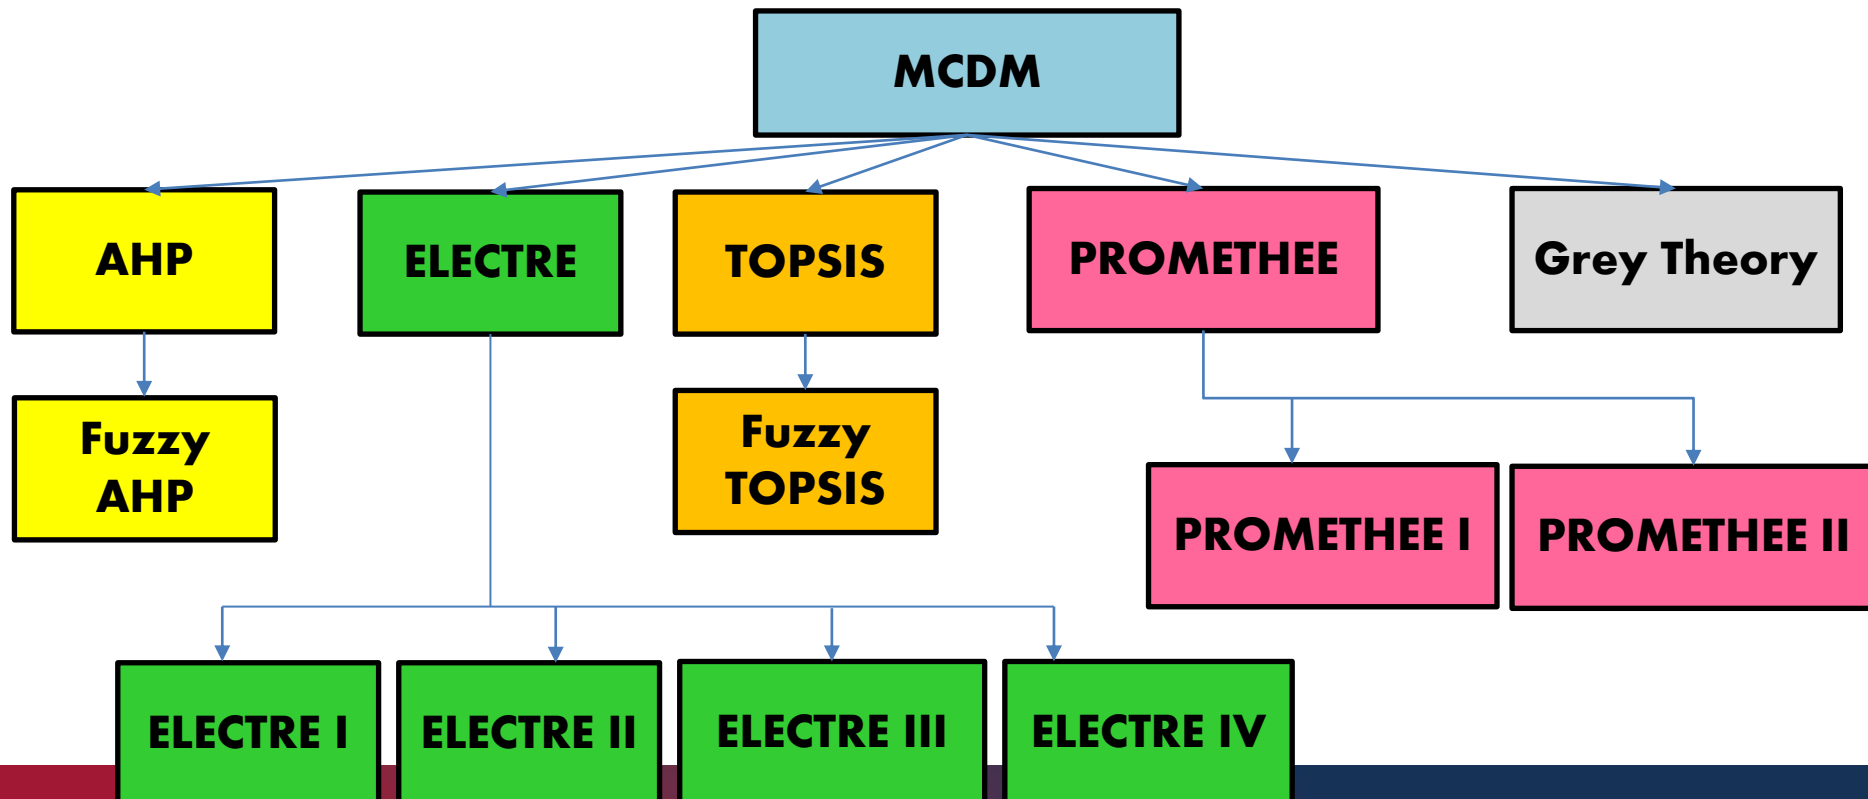 MCDM
AHP
ELECTRE
TOPSIS
PROMETHEE
Grey Theory
Fuzzy
AHP
Fuzzy
TOPSIS
PROMETHEE I
PROMETHEE II
ELECTRE I
ELECTRE II
ELECTRE III
ELECTRE IV